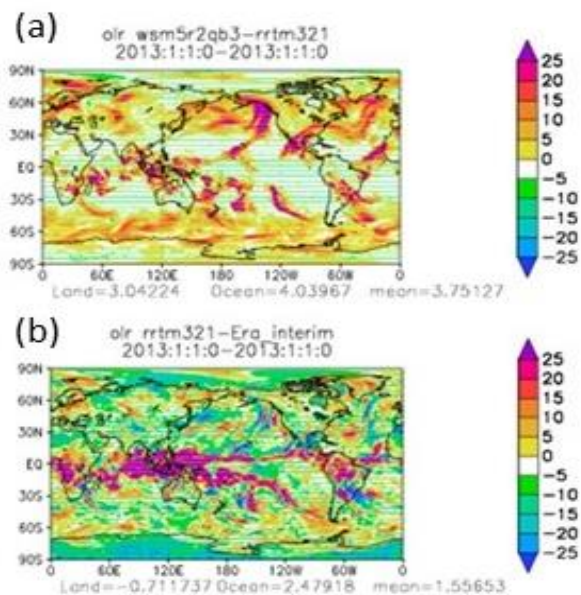 (a)
olr wsm5r2qb3-rrtm321
2013:1:1:0-2013:1:1:0
90N
60N
30N
EQ
30S
60S
90S
0 60E 120E 180 120W 60W 0
Land=3.04224 Ocean=4.03967 mean=3.75127
25
20
15
10
5
0
-5
-10
-15
-20
-25
(b)
olr rrtm321-Era_interim
2013:1:1:0-2013:1:1:0
90N
60N
30N
EQ
30S
60S
90S
0 60E 120E 180 120W 60W 0
Land=-0.711737 Ocean=2.47918 mean=1.55653
25
20
15
10
5
0
-5
-10
-15
-20
-25